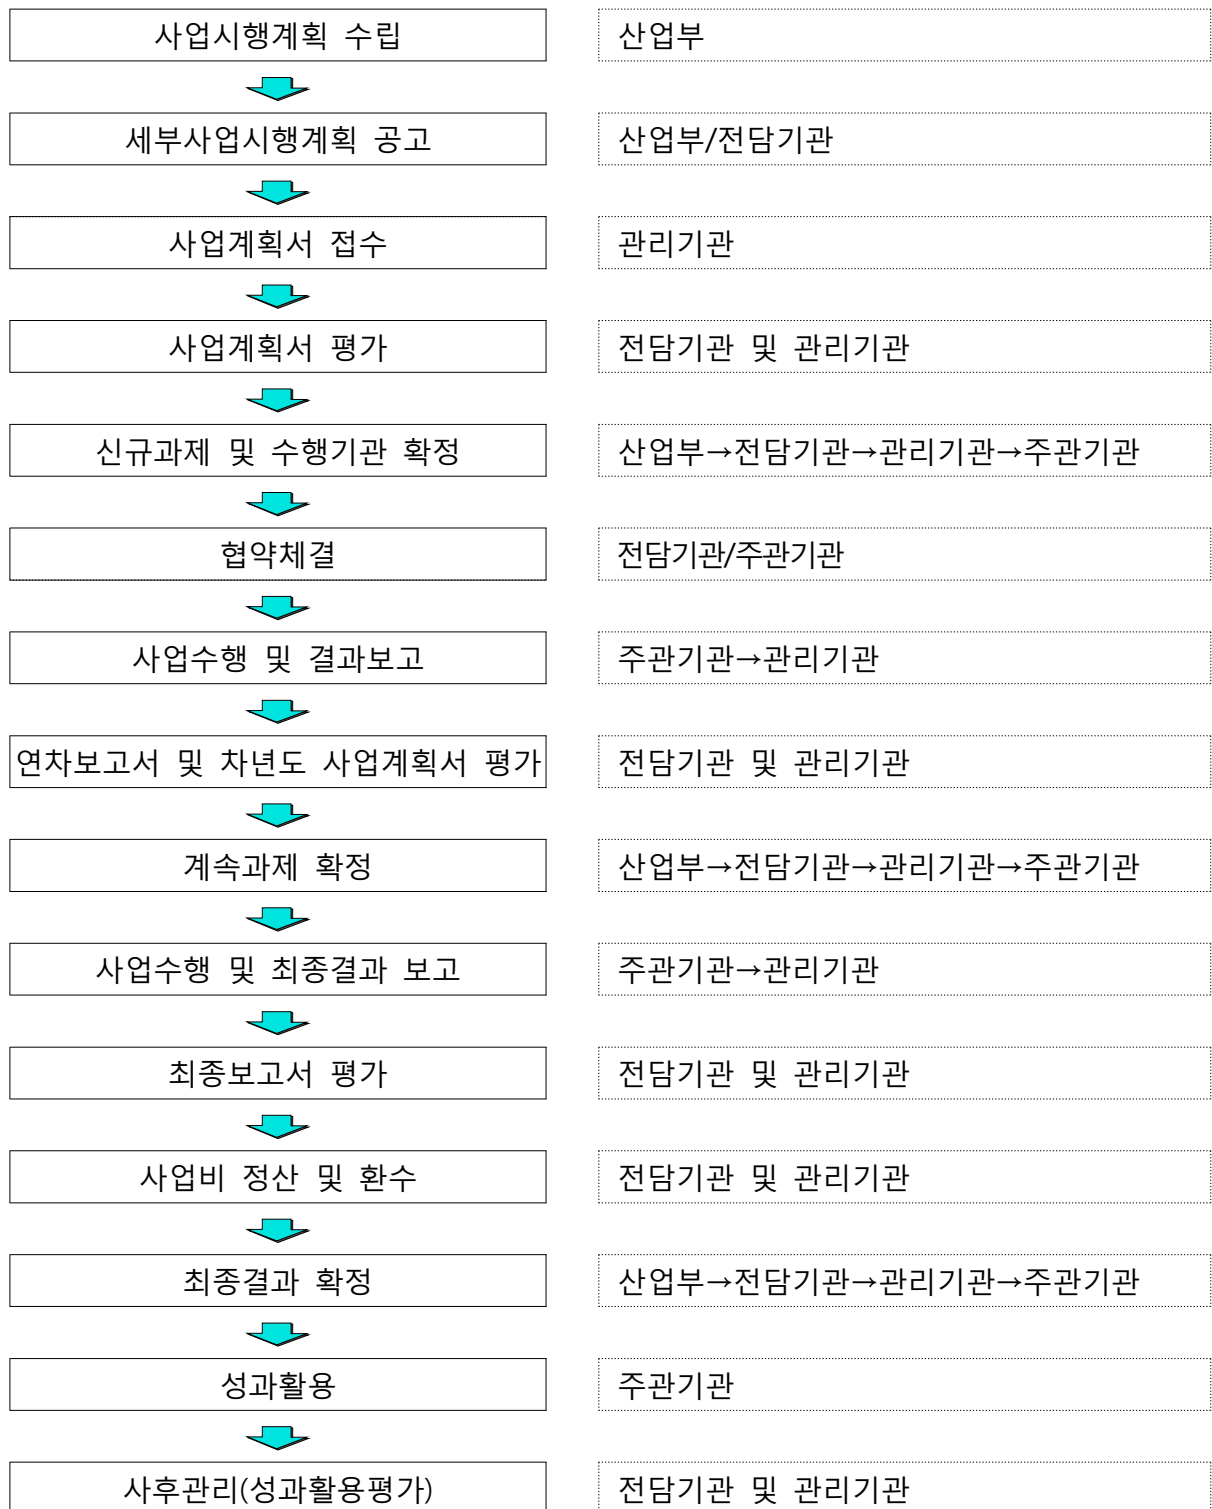 사업시행계획 수립
산업부
세부사업시행계획 공고
산업부/전담기관
사업계획서 접수
관리기관
사업계획서 평가
전담기관 및 관리기관
신규과제 및 수행기관 확정
산업부→전담기관→관리기관→주관기관
협약체결
전담기관/주관기관
사업수행 및 결과보고
주관기관→관리기관
연차보고서 및 차년도 사업계획서 평가
전담기관 및 관리기관
계속과제 확정
산업부→전담기관→관리기관→주관기관
사업수행 및 최종결과 보고
주관기관→관리기관
최종보고서 평가
전담기관 및 관리기관
사업비 정산 및 환수
전담기관 및 관리기관
최종결과 확정
산업부→전담기관→관리기관→주관기관
성과활용
주관기관
사후관리(성과활용평가)
전담기관 및 관리기관